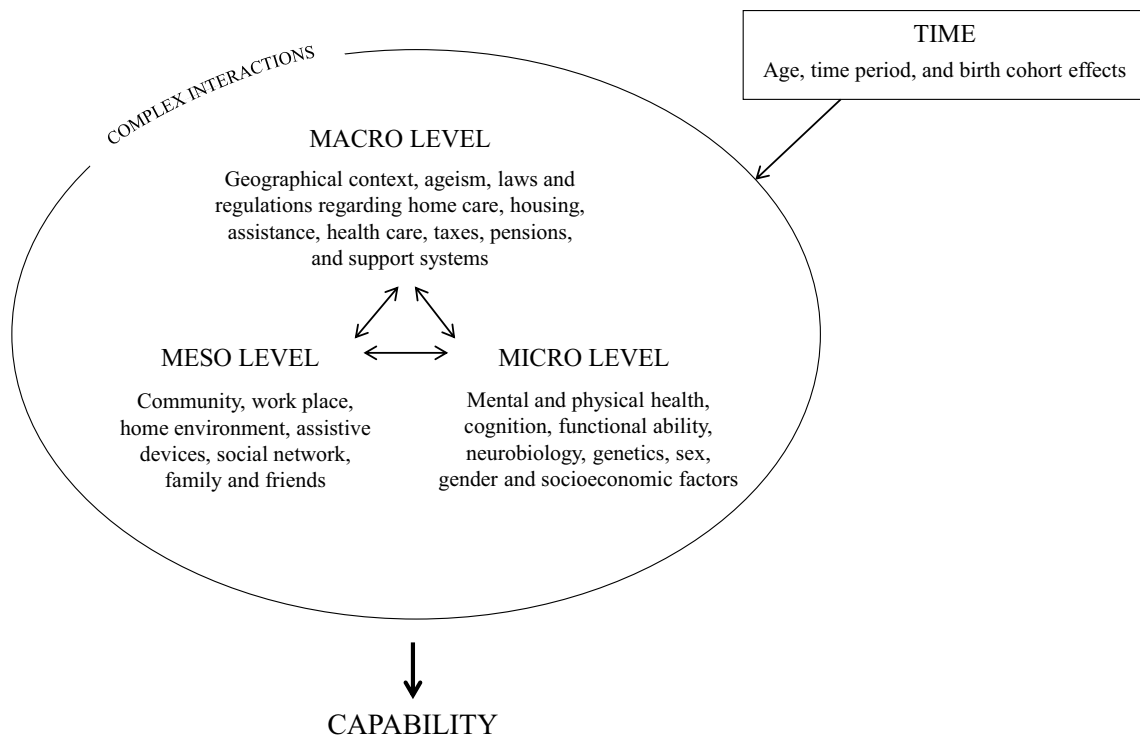 TIME
Age, time period, and birth cohort effects
COMPLEX INTERACTIONS
MACRO LEVEL
Geographical context, ageism, laws and
regulations regarding home care, housing,
assistance, health care, taxes, pensions,
and support systems
MESO LEVEL
Community, work place,
home environment, assistive
devices, social network,
family and friends
MICRO LEVEL
Mental and physical health,
cognition, functional ability,
neurobiology, genetics, sex,
gender and socioeconomic factors
CAPABILITY